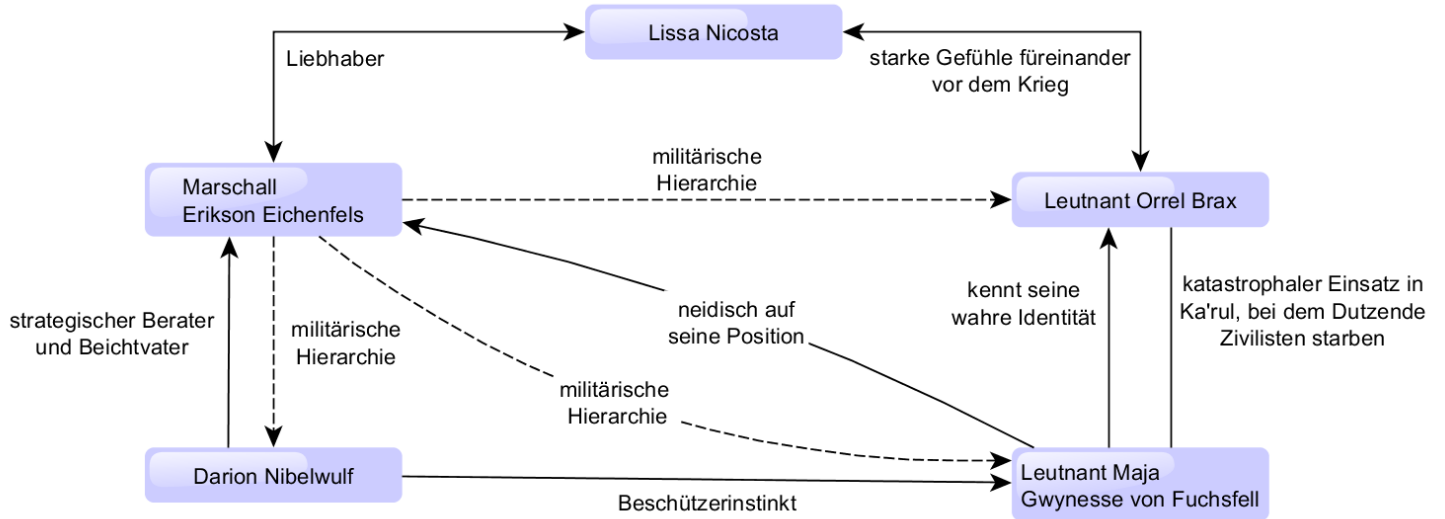 Lissa Nicosta
Liebhaber
starke Gefühle füreinander
vor dem Krieg
militärische
Hierarchie
Marschall
Erikson Eichenfels
Leutnant Orrel Brax
strategischer Berater
und Beichtvater
militärische
Hierarchie
neidisch auf
seine Position
kennt seine
wahre Identität
katastrophaler Einsatz in
Ka'rul, bei dem Dutzende
Zivilisten starben
militärische
Hierarchie
Darion Nibelwulf
Leutnant Maja
Gwynesse von Fuchsfell
Beschützerinstinkt